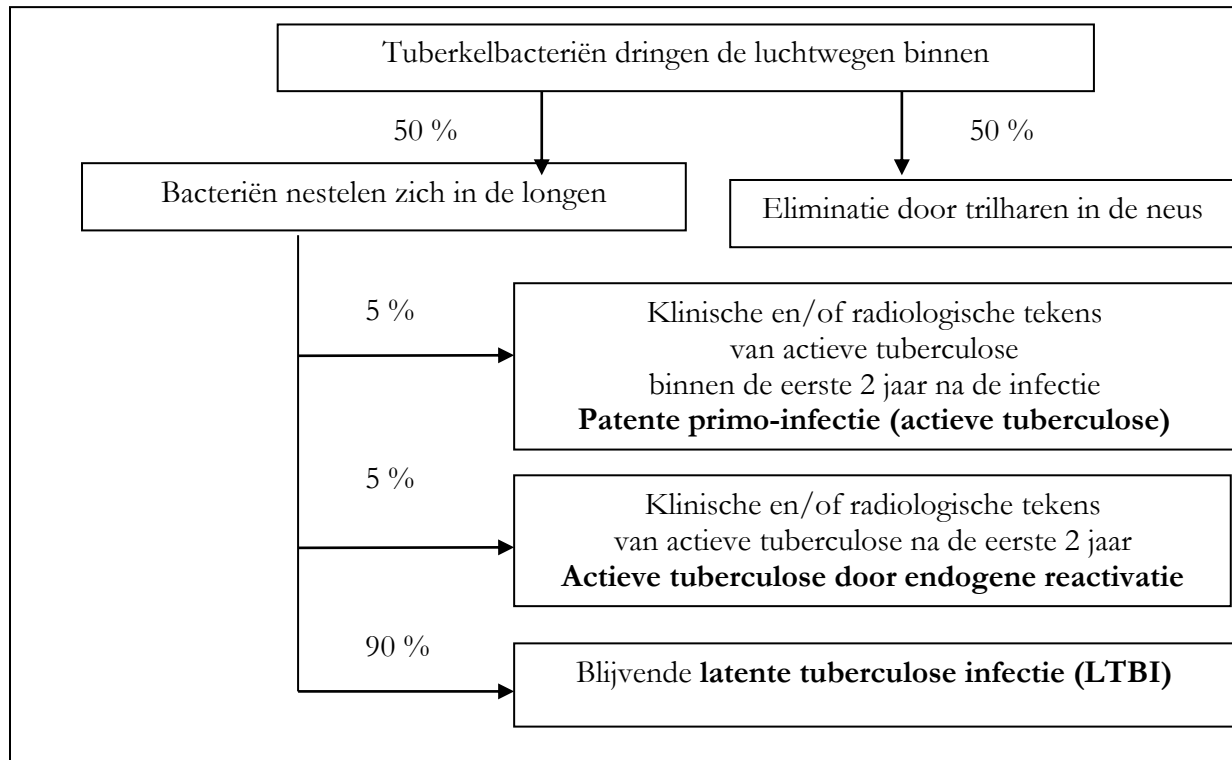 Tuberkelbacteriën dringen de luchtwegen binnen
50 %
50 %
Bacteriën nestelen zich in de longen
Eliminatie door trilharen in de neus
5 %
Klinische en/of radiologische tekens
van actieve tuberculose
binnen de eerste 2 jaar na de infectie
Patente primo-infectie (actieve tuberculose)
5 %
Klinische en/of radiologische tekens
van actieve tuberculose na de eerste 2 jaar
Actieve tuberculose door endogene reactivatie
90 %
Blijvende latente tuberculose infectie (LTBI)